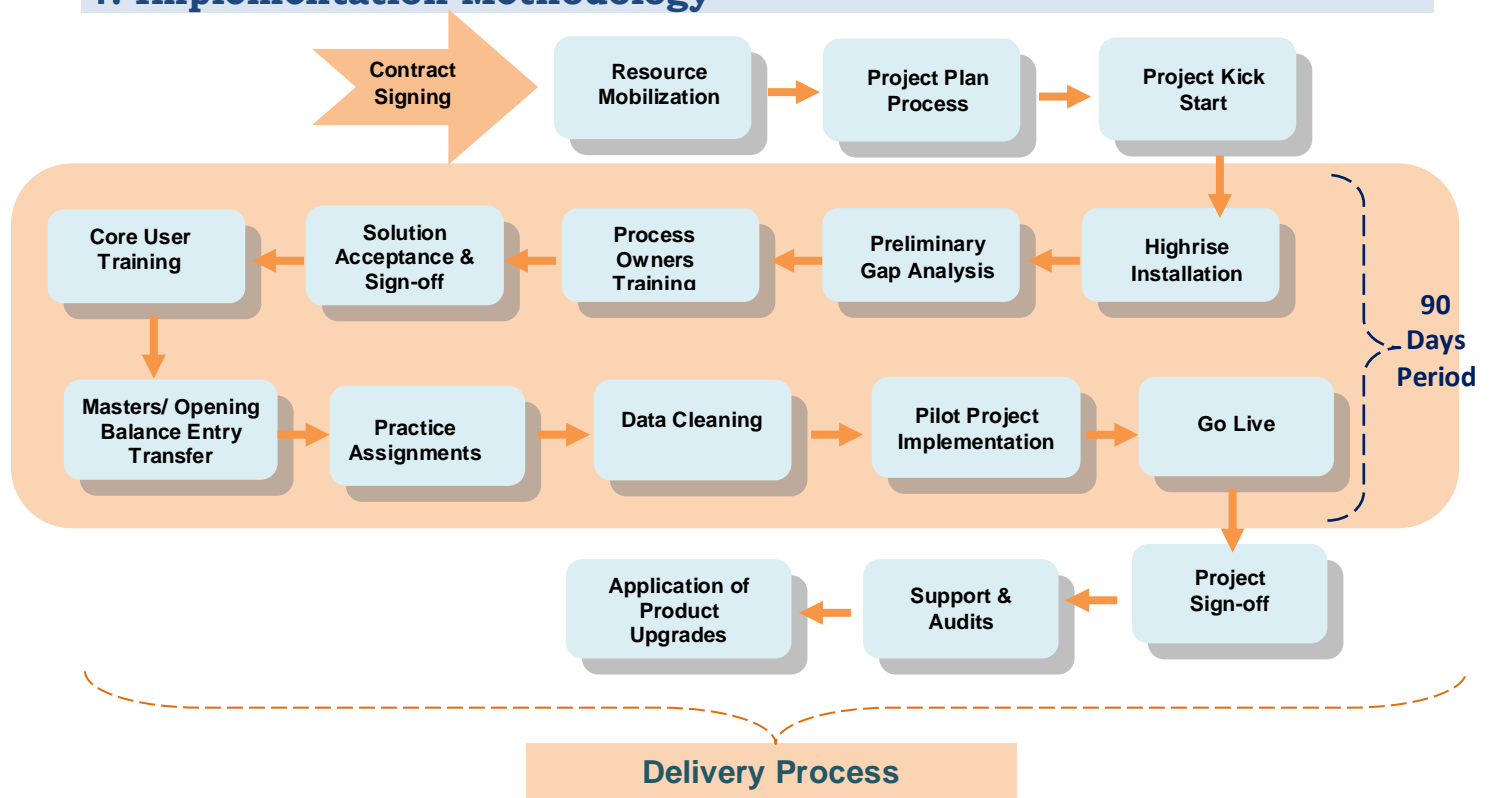 Implementation Methodology
Contract
Signing
Resource
Mobilization
Project Plan
Process
Project Kick
Start
Core User
Training
Solution
Acceptance &
Sign-off
Process
Owners
Training
Preliminary
Gap Analysis
Highrise
Installation
90
Days
Period
Masters/ Opening
Balance Entry
Transfer
Practice
Assignments
Data Cleaning
Pilot Project
Implementation
Go Live
Application of
Product
Upgrades
Support &
Audits
Project
Sign-off
Delivery Process